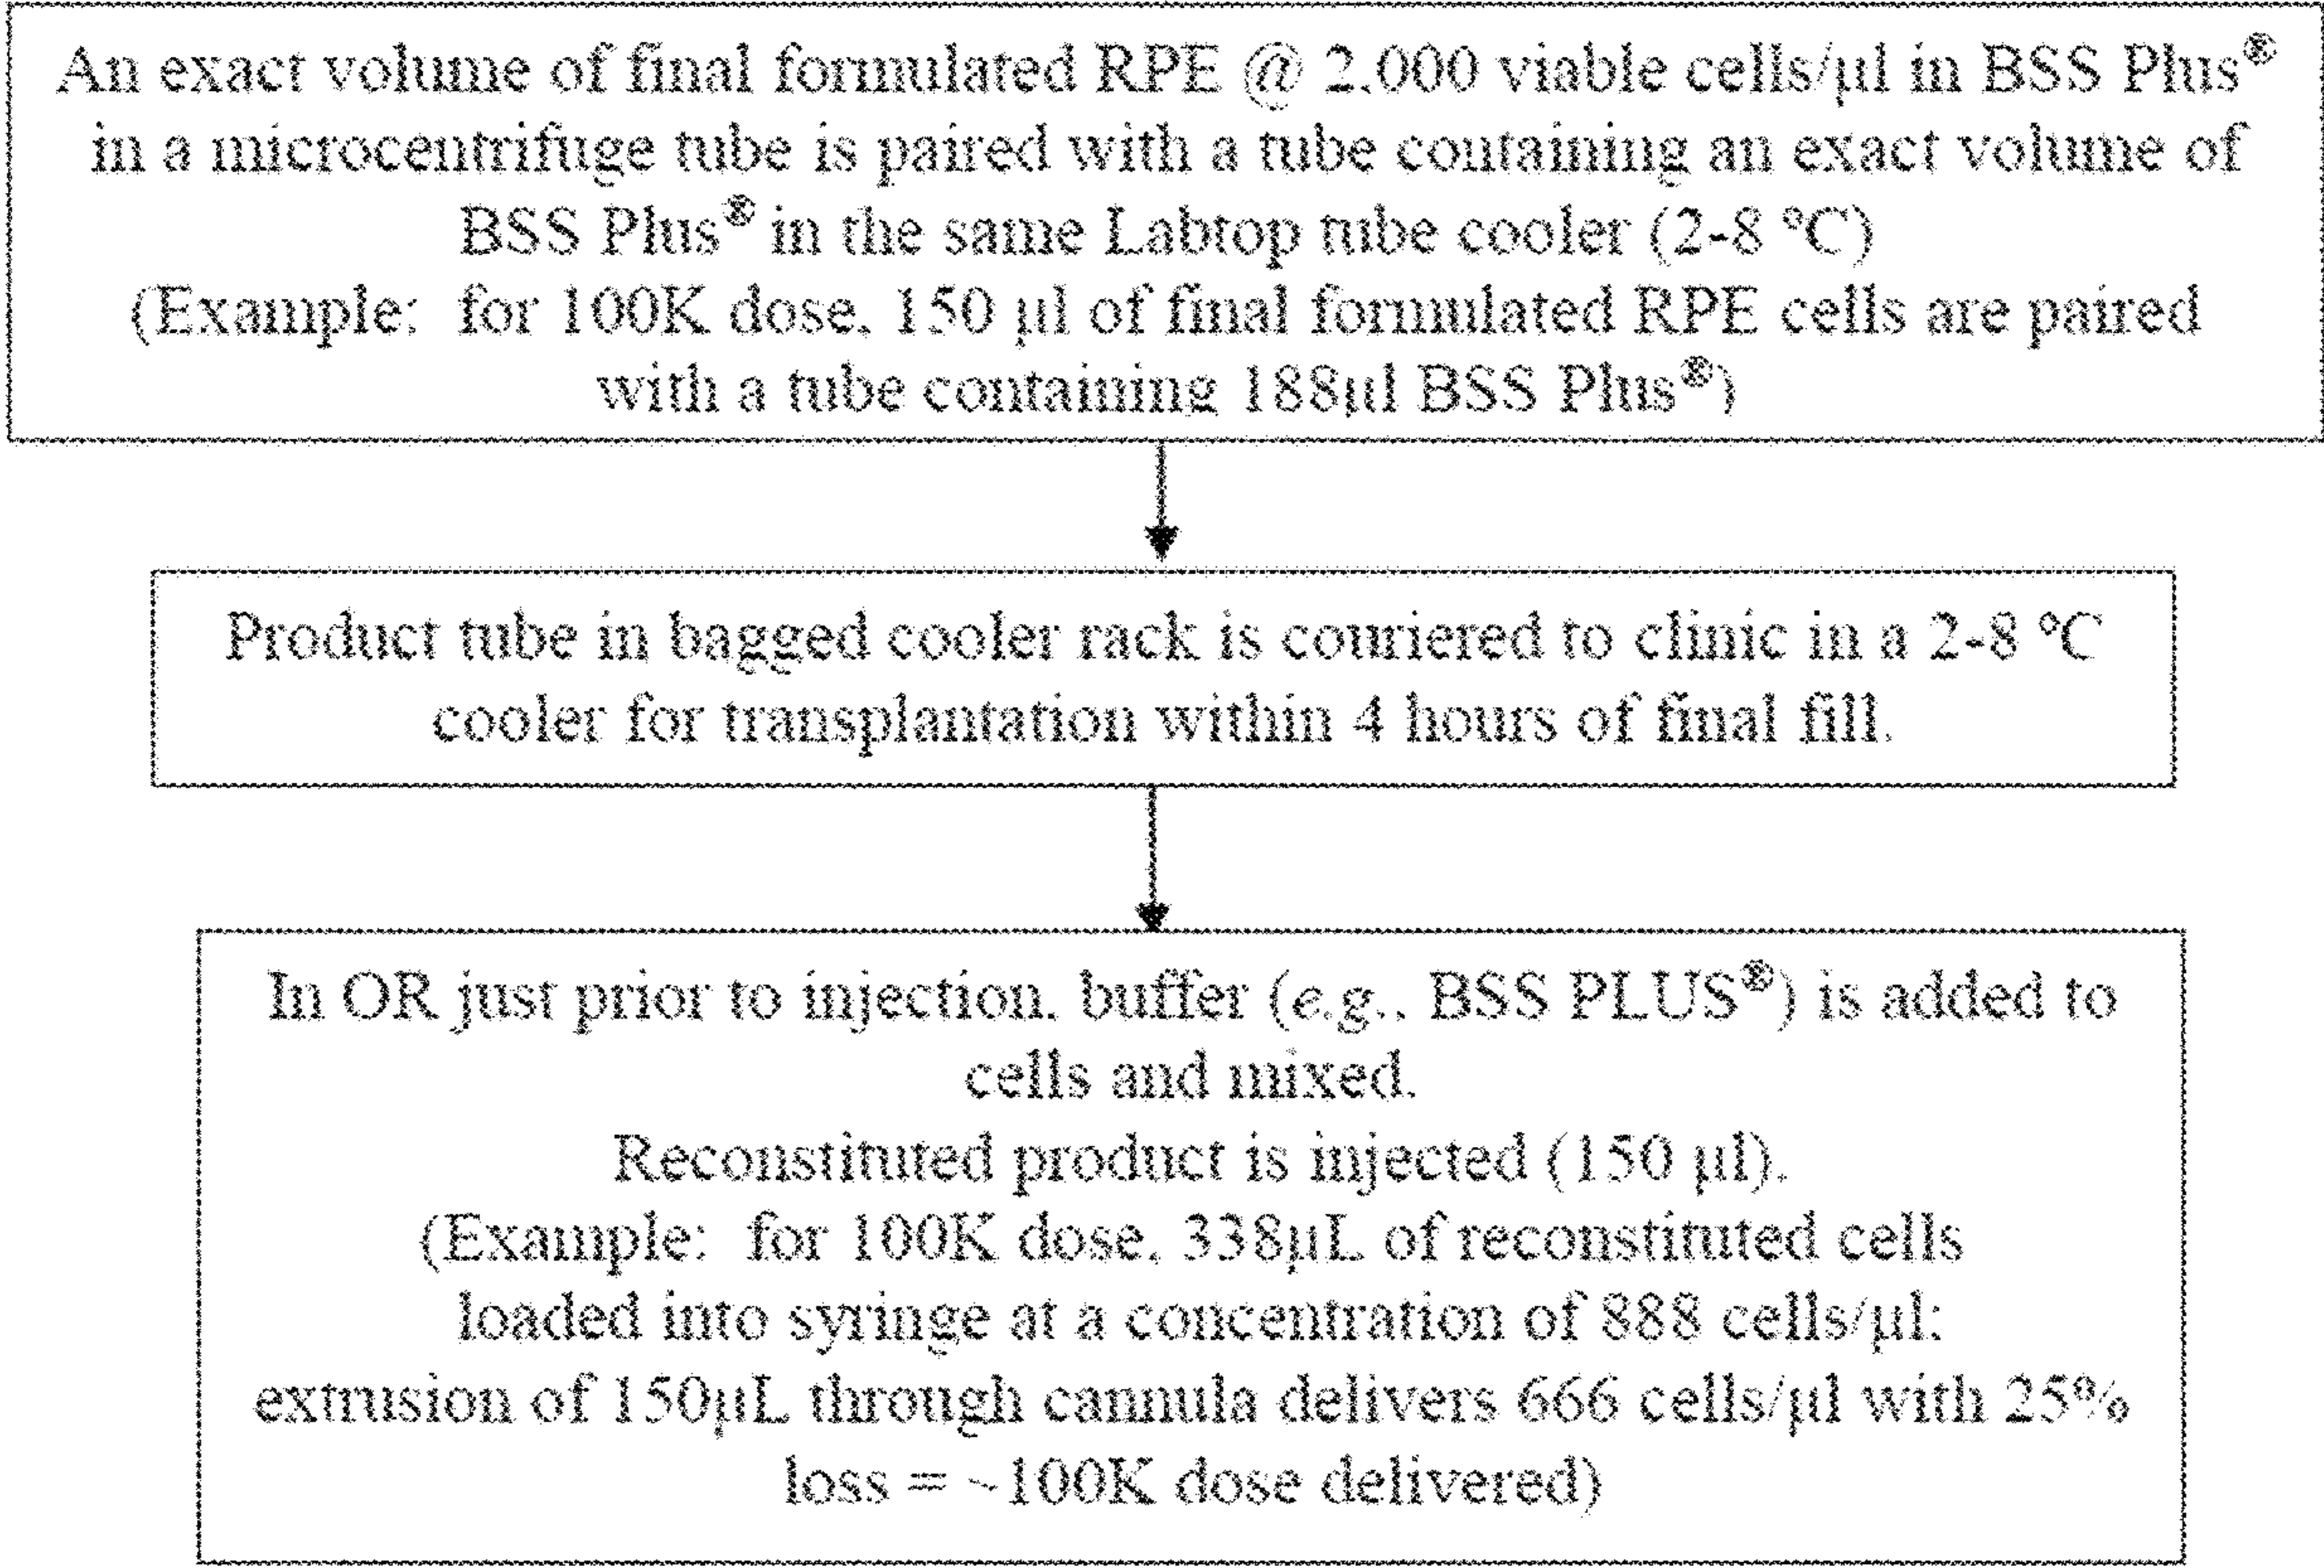 An exact volume of final formulated RPE @ 2,000 viable cells/µl in BSS Plus®
in a microcentrifuge tube is paired with a tube containing an exact volume of
BSS Plus® in the same Labtop tube cooler (2-8 °C)
(Example: for 100K dose, 150 µl of final formulated RPE cells are paired
with a tube containing 188µl BSS Plus®)
Product tube in bagged cooler rack is couriered to clinic in a 2-8 °C
cooler for transplantation within 4 hours of final fill.
In OR just prior to injection, buffer (e.g., BSS PLUS®) is added to
cells and mixed.
Reconstituted product is injected (150 µl).
(Example: for 100K dose, 338µL of reconstituted cells
loaded into syringe at a concentration of 888 cells/µl;
extrusion of 150µL through cannula delivers 666 cells/µl with 25%
loss = ~100K dose delivered)